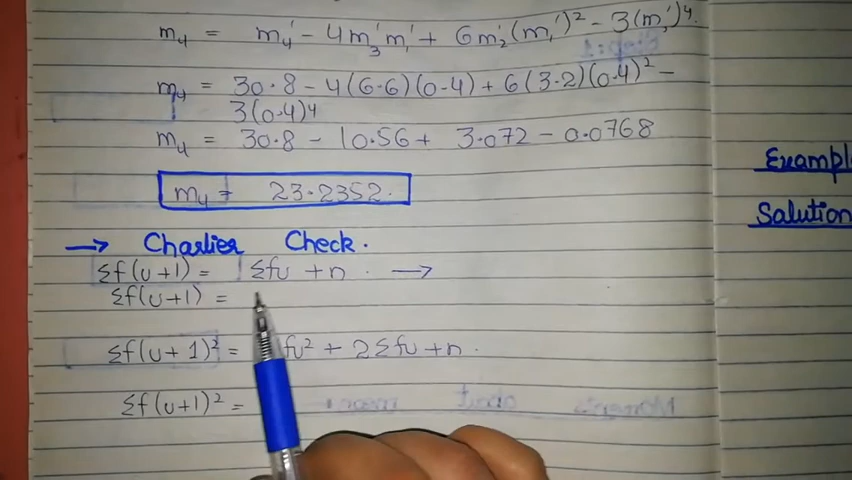 m₄ = m₄' - 4m₃'m₁' + 6m₂'(m₁')² - 3(m₁')⁴.
m₄ = 30.8 - 4(6.6)(0.4) + 6(3.2)(0.4)² -
3(0.4)⁴
m₄ = 30.8 - 10.56 + 3.072 - 0.0768
m₄ = 23.2352.
Example
Solution
→ Charlier Check.
Σf(u+1) = Σfu + n. →
Σf(u+1) =
Σf(u+1)² = fu² + 2Σfu + n.
Σf(u+1)² =